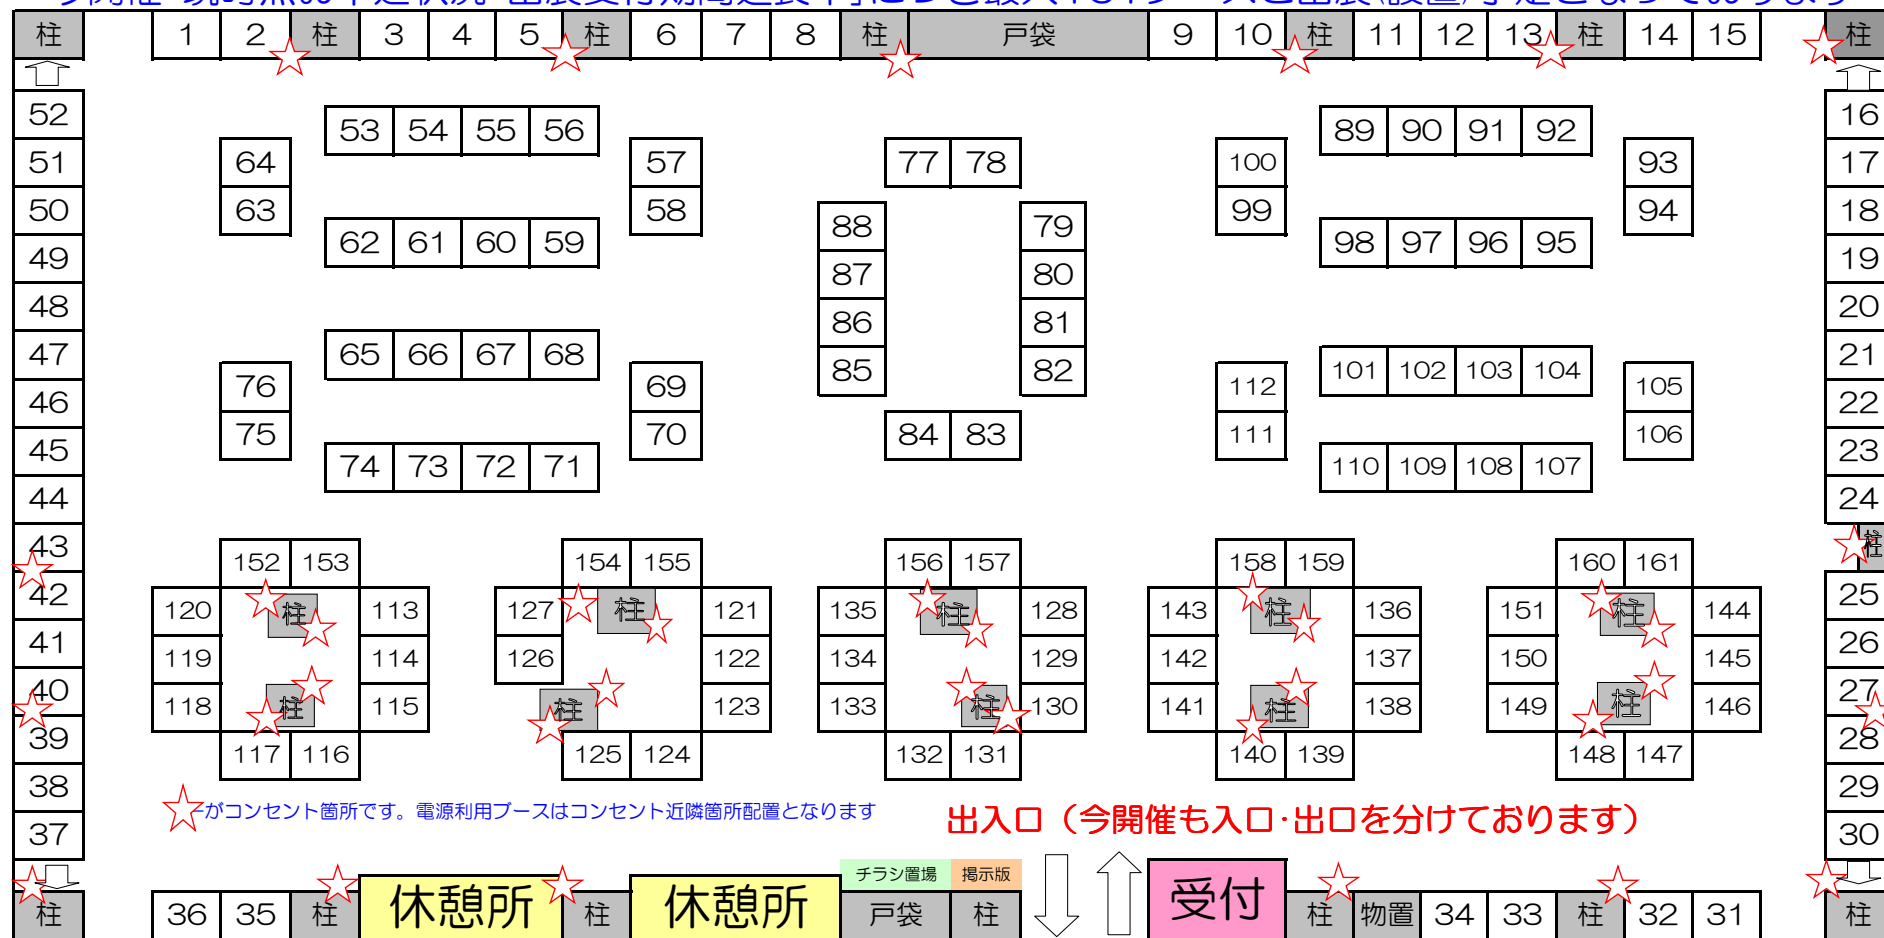 柱 1 2 柱 3 4 5 柱 6 7 8 柱 戸袋 9 10 柱 11 12 13 柱 14 15 柱
52 53 54 55 56 89 90 91 92 16
51 64 57 77 78 100 93 17
50 63 58 99 94 18
62 61 60 59 88 79 98 97 96 95
49 87 80 19
48 86 81 20
47 65 66 67 68 85 82 101 102 103 104 21
46 76 69 112 105 22
45 75 70 84 83 111 106 23
74 73 72 71 110 109 108 107
44 24
43 152 153 154 155 156 157 158 159 160 161 柱
42 120 柱 113 127 柱 121 135 柱 128 143 柱 136 151 柱 144 25
41 119 114 126 122 134 129 142 137 150 145 26
40 118 柱 115 柱 123 133 柱 130 141 柱 138 149 柱 146 27
39 117 116 125 124 132 131 140 139 148 147 28
38 29
がコンセント箇所です。電源利用ブースはコンセント近隣箇所配置となります
出入口（今開催も入口・出口を分けております）
37 30
チラシ置場 掲示版
柱 36 35 柱 休憩所 柱 休憩所 戸袋 柱 受付 柱 物置 34 33 柱 32 31 柱